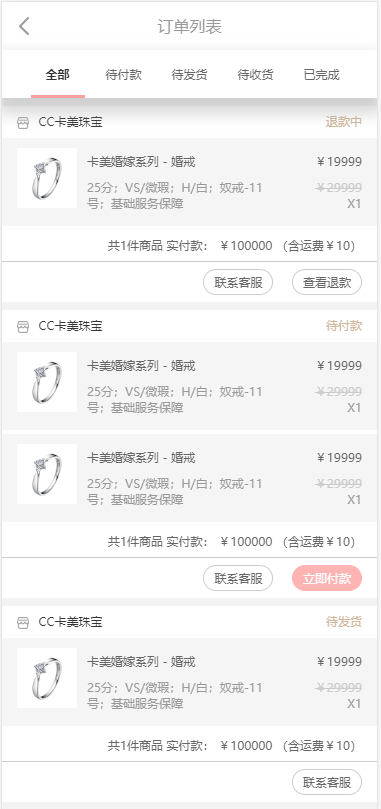 订单列表
全部 待付款 待发货 待收货 已完成
CC卡美珠宝 退款中
卡美婚嫁系列 - 婚戒 ￥19999
25分；VS/微瑕；H/白；奴戒-11 ￥29999
号；基础服务保障 X1
共1件商品 实付款： ￥100000 （含运费￥10）
联系客服 查看退款
CC卡美珠宝 待付款
卡美婚嫁系列 - 婚戒 ￥19999
25分；VS/微瑕；H/白；奴戒-11 ￥29999
号；基础服务保障 X1
卡美婚嫁系列 - 婚戒 ￥19999
25分；VS/微瑕；H/白；奴戒-11 ￥29999
号；基础服务保障 X1
共1件商品 实付款： ￥100000 （含运费￥10）
联系客服 立即付款
CC卡美珠宝 待发货
卡美婚嫁系列 - 婚戒 ￥19999
25分；VS/微瑕；H/白；奴戒-11 ￥29999
号；基础服务保障 X1
共1件商品 实付款： ￥100000 （含运费￥10）
联系客服